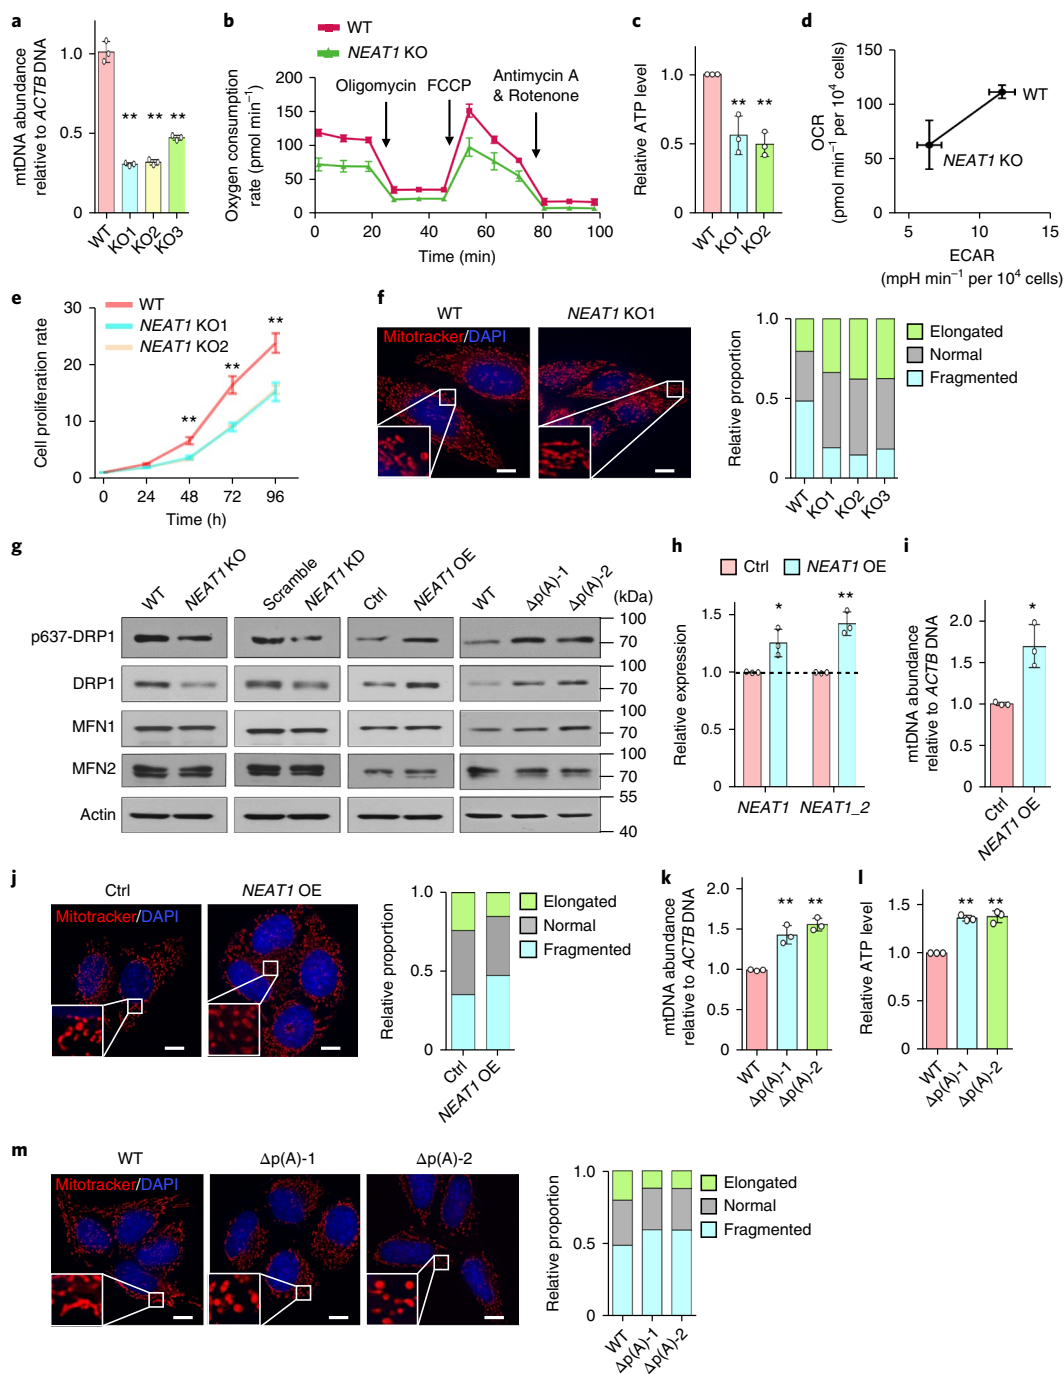 a
mtDNA abundance
relative to ACTB DNA
1.0
0.5
0
**
**
**
WT
KO1
KO2
KO3
b
WT
NEAT1 KO
Oxygen consumption
rate (pmol min−1)
200
150
100
50
0
Oligomycin
FCCP
Antimycin A
& Rotenone
0
20
40
60
80
100
Time (min)
c
Relative ATP level
1.0
0.5
0
**
**
WT
KO1
KO2
d
OCR
(pmol min−1 per 10⁴ cells)
150
100
50
0
WT
NEAT1 KO
5
10
15
ECAR
(mpH min−1 per 10⁴ cells)
e
Cell proliferation rate
30
20
10
0
WT
NEAT1 KO1
NEAT1 KO2
**
**
**
0
24
48
72
96
Time (h)
f
WT
NEAT1 KO1
Mitotracker/DAPI
Relative proportion
1.0
0.5
0
Elongated
Normal
Fragmented
WT
KO1
KO2
KO3
g
WT
NEAT1 KO
Scramble
NEAT1 KD
Ctrl
NEAT1 OE
WT
Δp(A)-1
Δp(A)-2
(kDa)
p637-DRP1
100
70
DRP1
100
70
MFN1
100
70
MFN2
100
70
Actin
55
40
h
Ctrl
NEAT1 OE
Relative expression
1.5
1.0
0.5
0
*
**
NEAT1
NEAT1_2
i
mtDNA abundance
relative to ACTB DNA
2.0
1.5
1.0
0.5
0
*
Ctrl
NEAT1 OE
j
Ctrl
NEAT1 OE
Mitotracker/DAPI
Relative proportion
1.0
0.5
0
Elongated
Normal
Fragmented
Ctrl
NEAT1 OE
k
mtDNA abundance
relative to ACTB DNA
2.0
1.5
1.0
0.5
0
**
**
WT
Δp(A)-1
Δp(A)-2
l
Relative ATP level
1.5
1.0
0.5
0
**
**
WT
Δp(A)-1
Δp(A)-2
m
WT
Δp(A)-1
Δp(A)-2
Mitotracker/DAPI
Relative proportion
1.0
0.5
0
Elongated
Normal
Fragmented
WT
Δp(A)-1
Δp(A)-2